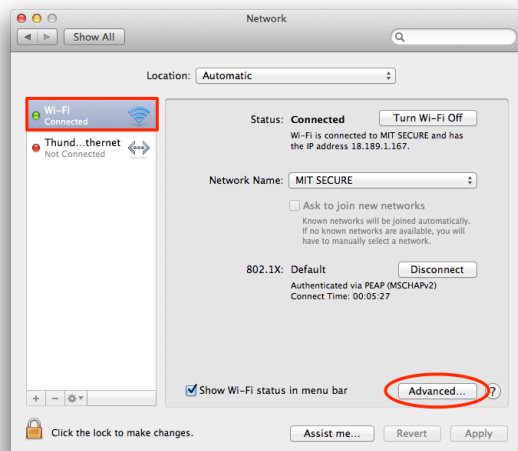 Network
Show All
Location: Automatic
Wi-Fi
Connected
Thund...thernet
Not Connected
Status: Connected
Turn Wi-Fi Off
Wi-Fi is connected to MIT SECURE and has
the IP address 18.189.1.167.
Network Name: MIT SECURE
Ask to join new networks
Known networks will be joined automatically.
If no known networks are available, you will
have to manually select a network.
802.1X: Default
Disconnect
Authenticated via PEAP (MSCHAPv2)
Connect Time: 00:05:27
Show Wi-Fi status in menu bar
Advanced...
?
+ −
Click the lock to make changes.
Assist me...
Revert
Apply